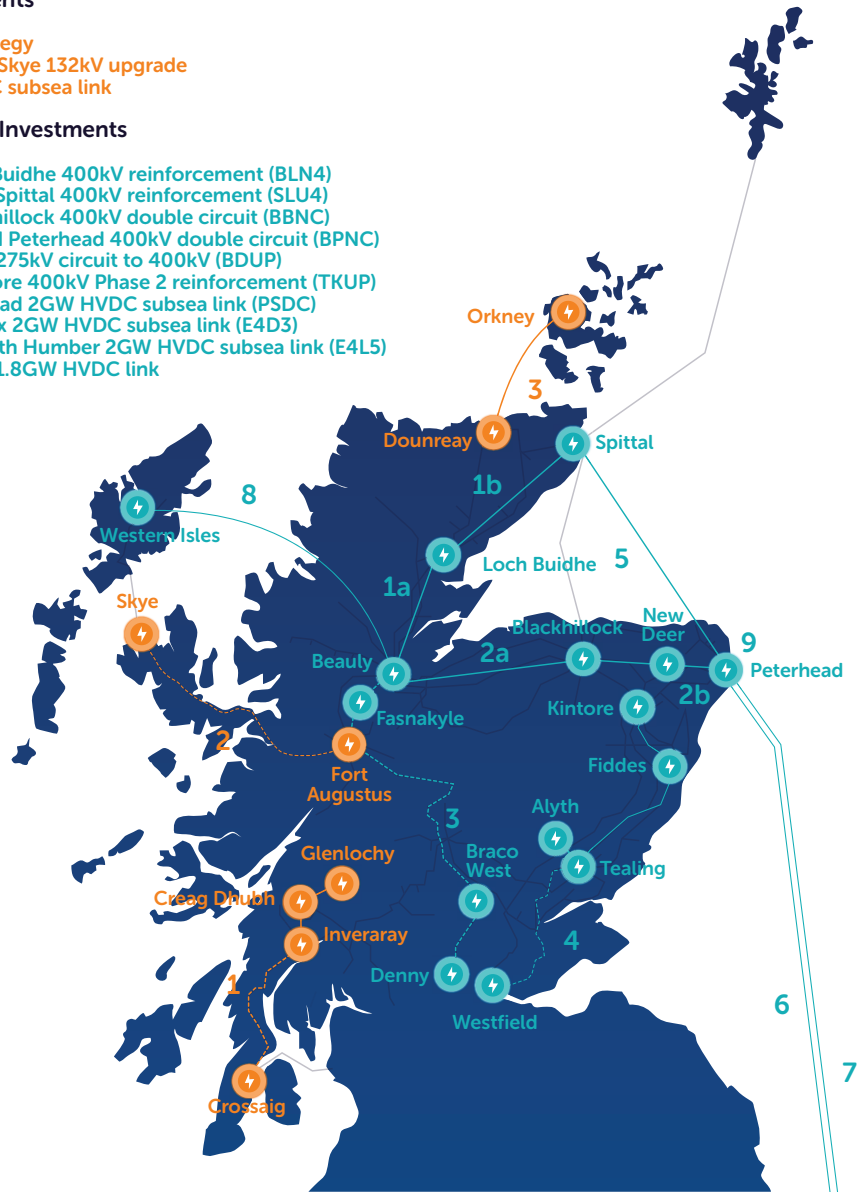 ents
egy
Skye 132kV upgrade
C subsea link
Investments
Buidhe 400kV reinforcement (BLN4)
Spittal 400kV reinforcement (SLU4)
hillock 400kV double circuit (BBNC)
d Peterhead 400kV double circuit (BPNC)
275kV circuit to 400kV (BDUP)
ore 400kV Phase 2 reinforcement (TKUP)
ad 2GW HVDC subsea link (PSDC)
x 2GW HVDC subsea link (E4D3)
th Humber 2GW HVDC subsea link (E4L5)
1.8GW HVDC link
Orkney
3
Dounreay
Spittal
1b
8
Western Isles
Loch Buidhe
5
1a
Skye
Blackhillock
New
Deer
9
Beauly
2a
Peterhead
2b
Fasnakyle
Kintore
2
Fort
Augustus
Fiddes
3
Alyth
Glenlochy
Braco
West
Tealing
Creag Dhubh
Inveraray
4
Denny
1
6
Westfield
7
Crossaig